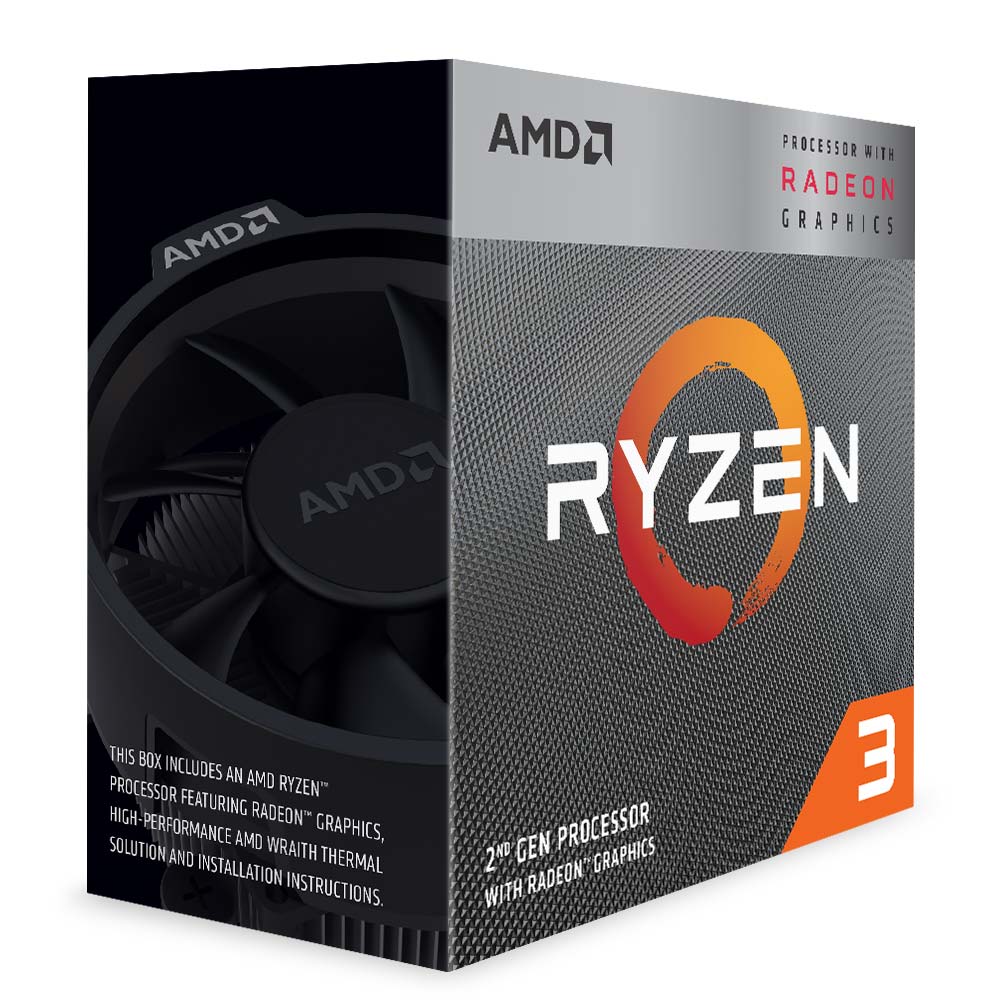 AMD
AMD
THIS BOX INCLUDES AN AMD RYZEN™
PROCESSOR FEATURING RADEON™ GRAPHICS,
HIGH-PERFORMANCE AMD WRAITH THERMAL
SOLUTION AND INSTALLATION INSTRUCTIONS.
AMD
PROCESSOR WITH
RADEON
GRAPHICS
RYZEN
3
2ND GEN PROCESSOR
WITH RADEON™ GRAPHICS